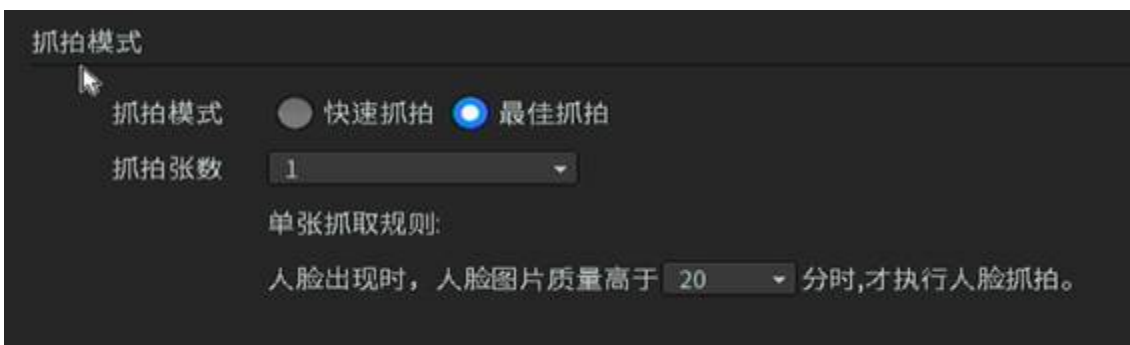 抓拍模式
抓拍模式 快速抓拍 最佳抓拍
抓拍张数 1
单张抓取规则:
人脸出现时，人脸图片质量高于 20 分时,才执行人脸抓拍。